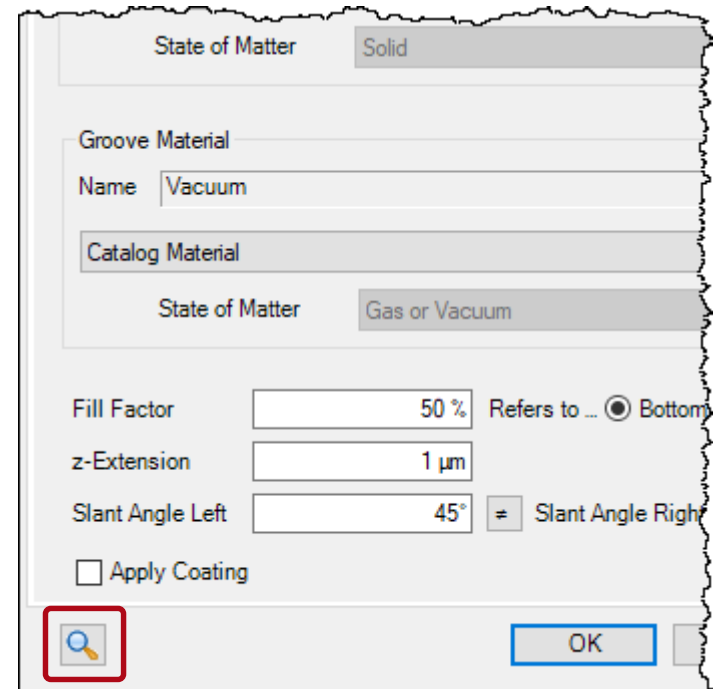 State of Matter Solid
Groove Material
Name Vacuum
Catalog Material
State of Matter Gas or Vacuum
Fill Factor 50 % Refers to ... Bottom
z-Extension 1 µm
Slant Angle Left 45° ≠ Slant Angle Right
Apply Coating
OK